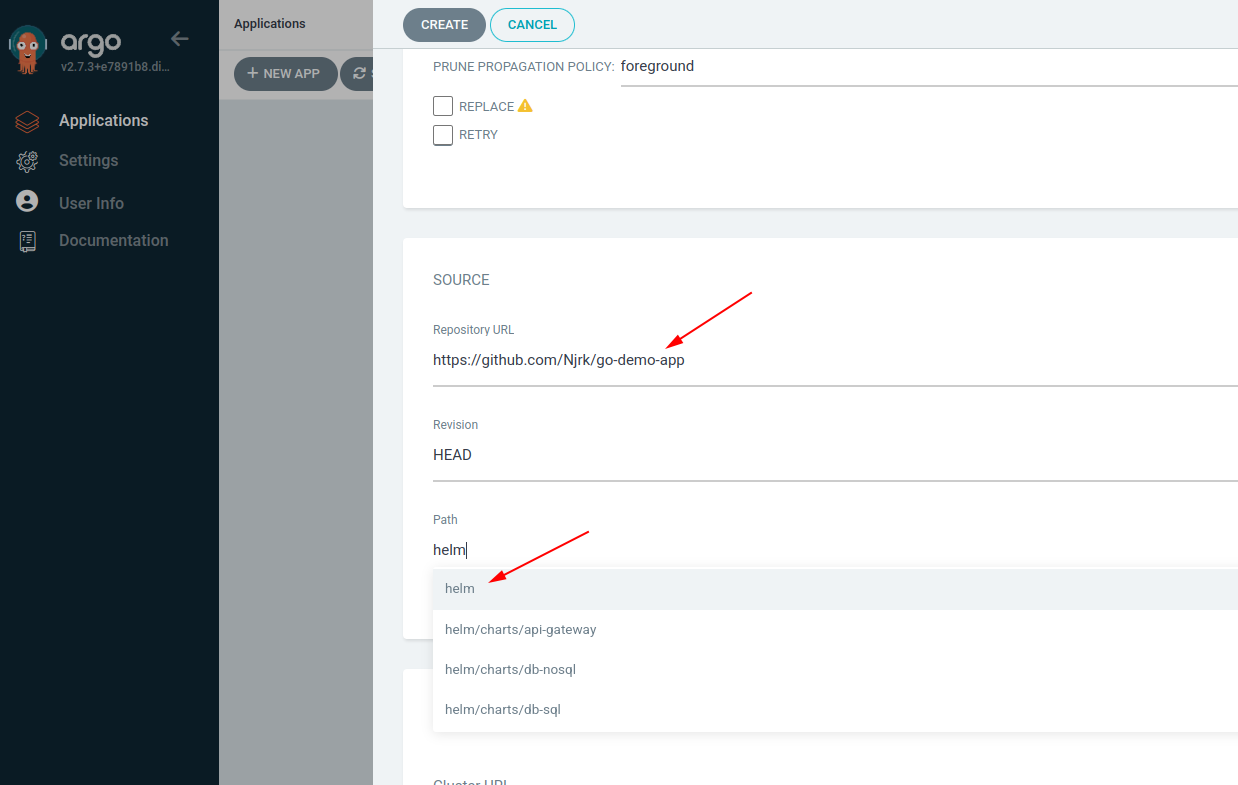 argo
v2.7.3+e7891b8.di...
Applications
Settings
User Info
Documentation
Applications
+ NEW APP
CREATE
CANCEL
PRUNE PROPAGATION POLICY: foreground
REPLACE
RETRY
SOURCE
Repository URL
https://github.com/Njrk/go-demo-app
Revision
HEAD
Path
helm
helm
helm/charts/api-gateway
helm/charts/db-nosql
helm/charts/db-sql
Cluster URL